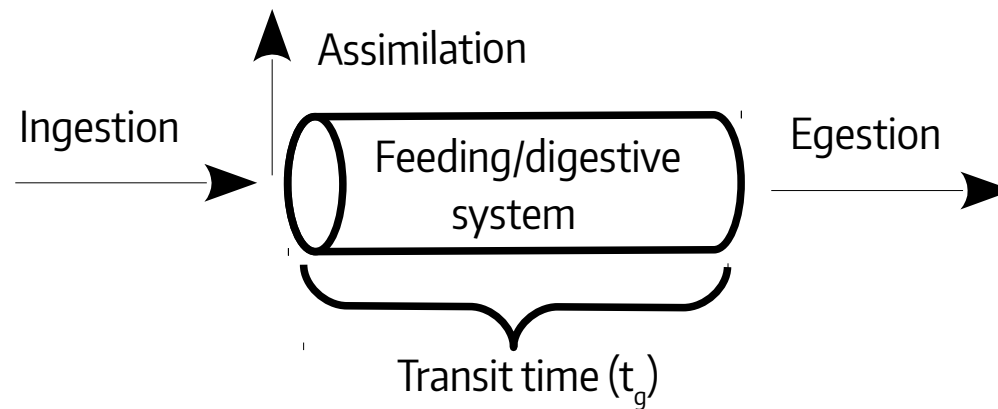 Assimilation
Ingestion
Egestion
Feeding/digestive
system
Transit time (tg)